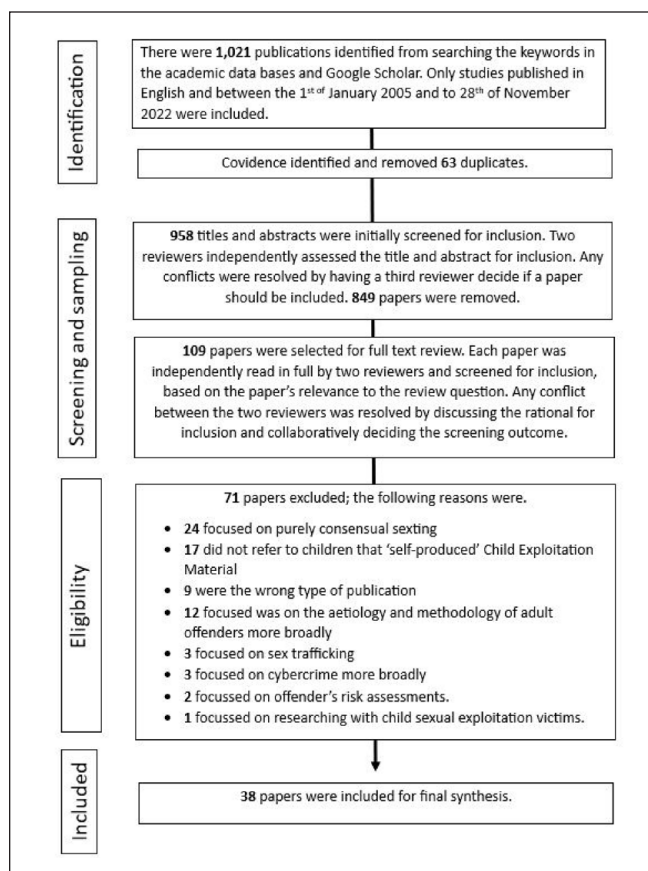 Identification
There were 1,021 publications identified from searching the keywords in
the academic data bases and Google Scholar. Only studies published in
English and between the 1st of January 2005 and to 28th of November
2022 were included.
Covidence identified and removed 63 duplicates.
Screening and sampling
958 titles and abstracts were initially screened for inclusion. Two
reviewers independently assessed the title and abstract for inclusion. Any
conflicts were resolved by having a third reviewer decide if a paper
should be included. 849 papers were removed.
109 papers were selected for full text review. Each paper was
independently read in full by two reviewers and screened for inclusion,
based on the paper's relevance to the review question. Any conflict
between the two reviewers was resolved by discussing the rational for
inclusion and collaboratively deciding the screening outcome.
Eligibility
71 papers excluded; the following reasons were.
• 24 focused on purely consensual sexting
• 17 did not refer to children that 'self-produced' Child Exploitation
Material
• 9 were the wrong type of publication
• 12 focused was on the aetiology and methodology of adult
offenders more broadly
• 3 focused on sex trafficking
• 3 focused on cybercrime more broadly
• 2 focussed on offender's risk assessments.
• 1 focussed on researching with child sexual exploitation victims.
Included
38 papers were included for final synthesis.